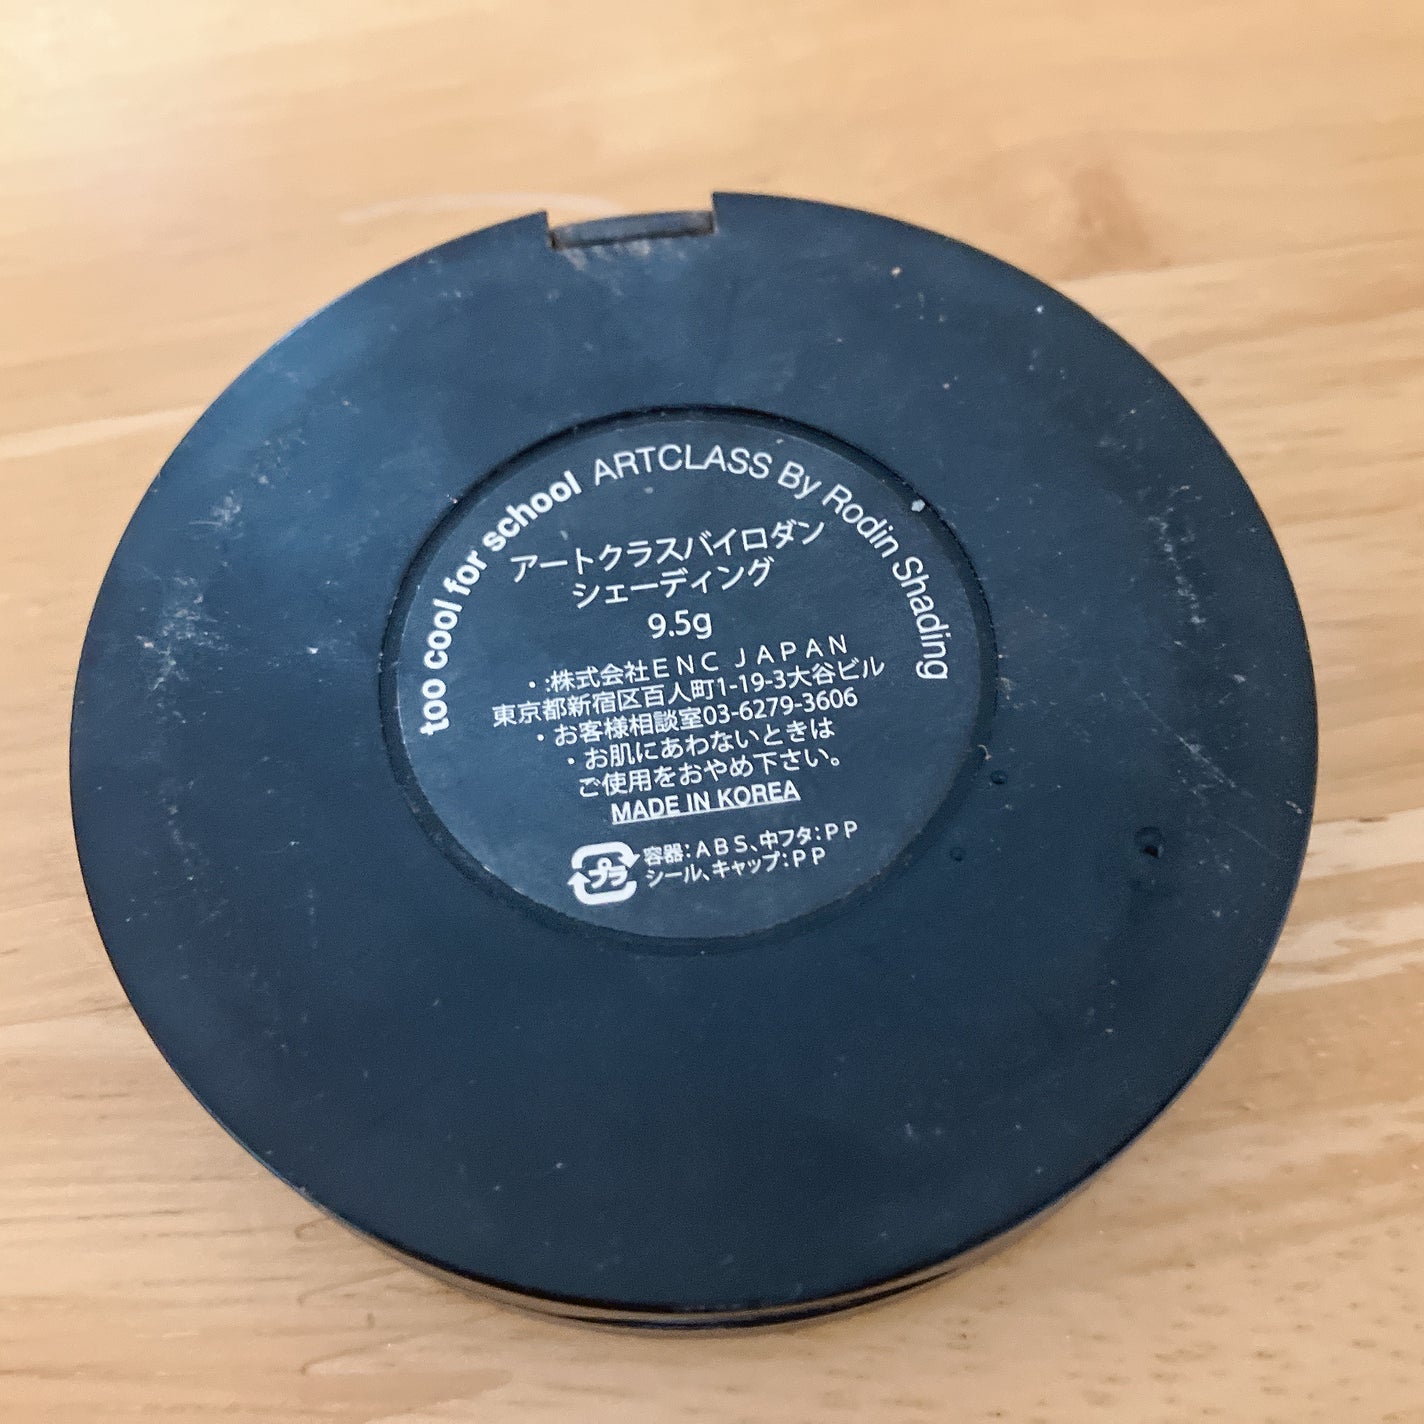 too cool for school ARTCLASS By Rodin Shading
アートクラスバイロダン
シェーディング
9.5g
・:株式会社ＥＮＣ ＪＡＰＡＮ
東京都新宿区百人町1-19-3大谷ビル
・お客様相談室03-6279-3606
・お肌にあわないときは
ご使用をおやめ下さい。
MADE IN KOREA
プラ 容器:ＡＢＳ、中フタ:ＰＰ
シール、キャップ:ＰＰ